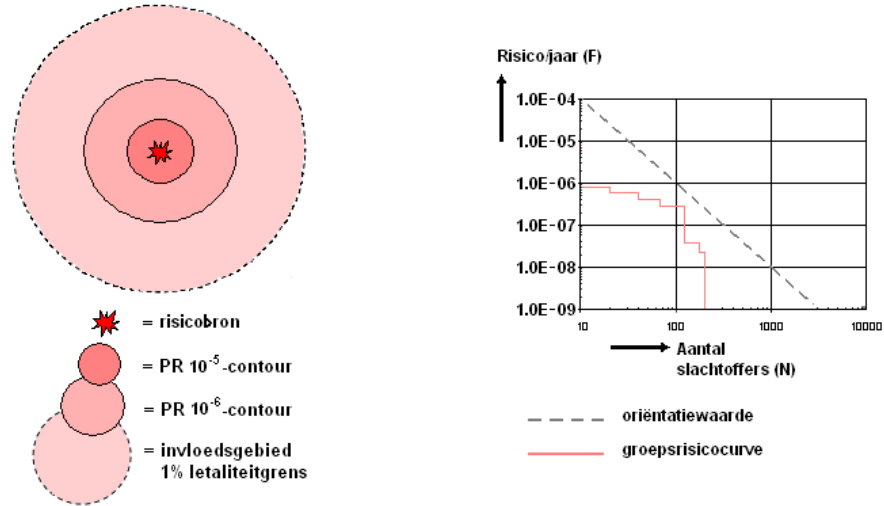 = risicobron
= PR 10⁻⁵-contour
= PR 10⁻⁶-contour
= invloedsgebied
1% letaliteitgrens
Risico/jaar (F)
1.0E-04
1.0E-05
1.0E-06
1.0E-07
1.0E-08
1.0E-09
10
100
1000
10000
Aantal
slachtoffers (N)
oriëntatiewaarde
groepsrisicocurve